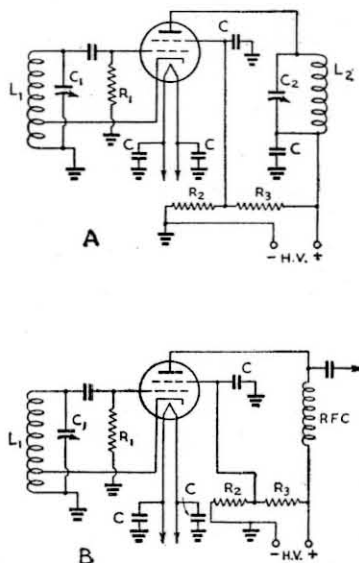 C
L₁
C₁
R₁
C₂
L₂
C
C
C
R₂
R₃
A
- H.V. +
C
L₁
C₁
R₁
RFC
C
C
R₂
R₃
B
- H.V. +